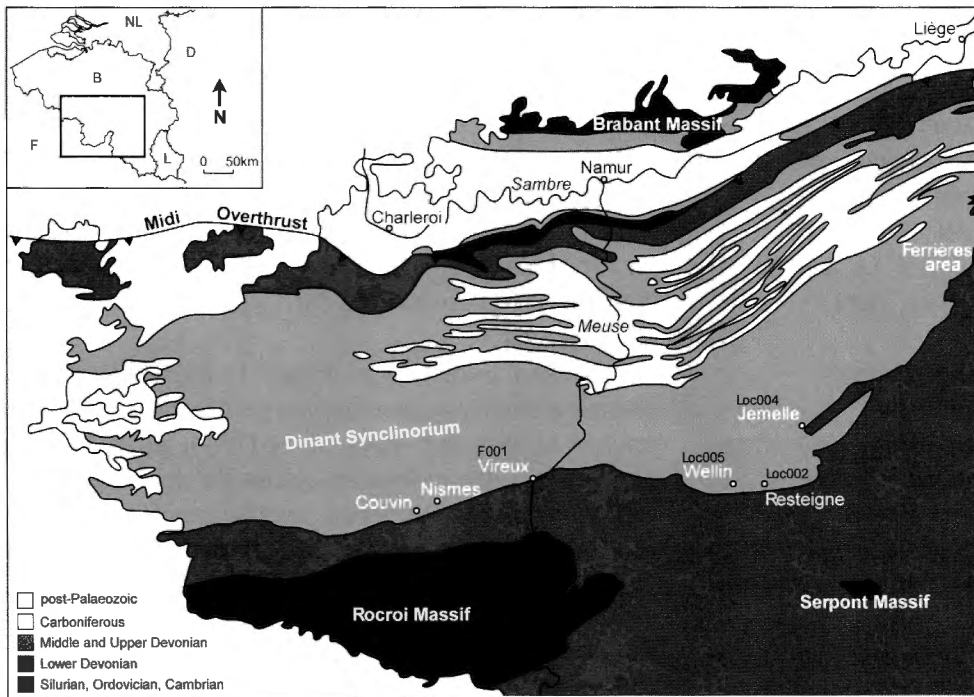 NL
D
B
N
F
L
0 50km
Liège
Brabant Massif
Namur
Sambre
Charleroi
Midi Overthrust
Ferrières
area
Meuse
Loc004
Jemelle
Dinant Synclinorium
F001
Vireux
Loc005
Wellin
Loc002
Resteigne
Nismes
Couvin
Rocroi Massif
Serpont Massif
post-Palaeozoic
Carboniferous
Middle and Upper Devonian
Lower Devonian
Silurian, Ordovician, Cambrian